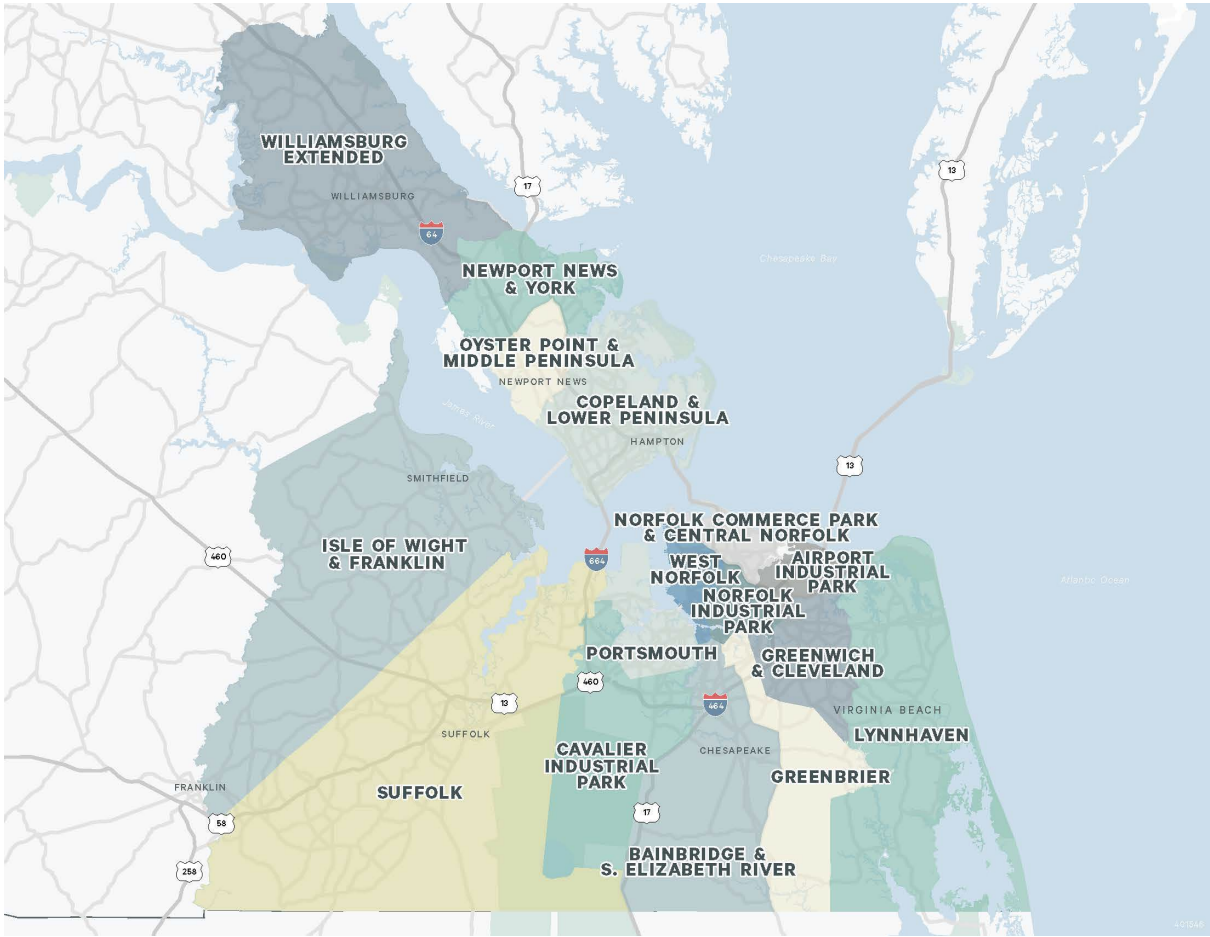 WILLIAMSBURG
EXTENDED
WILLIAMSBURG
17
13
64
Chesapeake Bay
NEWPORT NEWS
& YORK
OYSTER POINT &
MIDDLE PENINSULA
NEWPORT NEWS
COPELAND &
LOWER PENINSULA
James River
HAMPTON
13
SMITHFIELD
NORFOLK COMMERCE PARK
& CENTRAL NORFOLK
460
ISLE OF WIGHT
& FRANKLIN
664
WEST
NORFOLK
AIRPORT
INDUSTRIAL
PARK
Atlantic Ocean
NORFOLK
INDUSTRIAL
PARK
PORTSMOUTH
GREENWICH
& CLEVELAND
460
13
464
VIRGINIA BEACH
SUFFOLK
LYNNHAVEN
CHESAPEAKE
CAVALIER
INDUSTRIAL
PARK
GREENBRIER
FRANKLIN
SUFFOLK
17
58
BAINBRIDGE &
S. ELIZABETH RIVER
258
401546